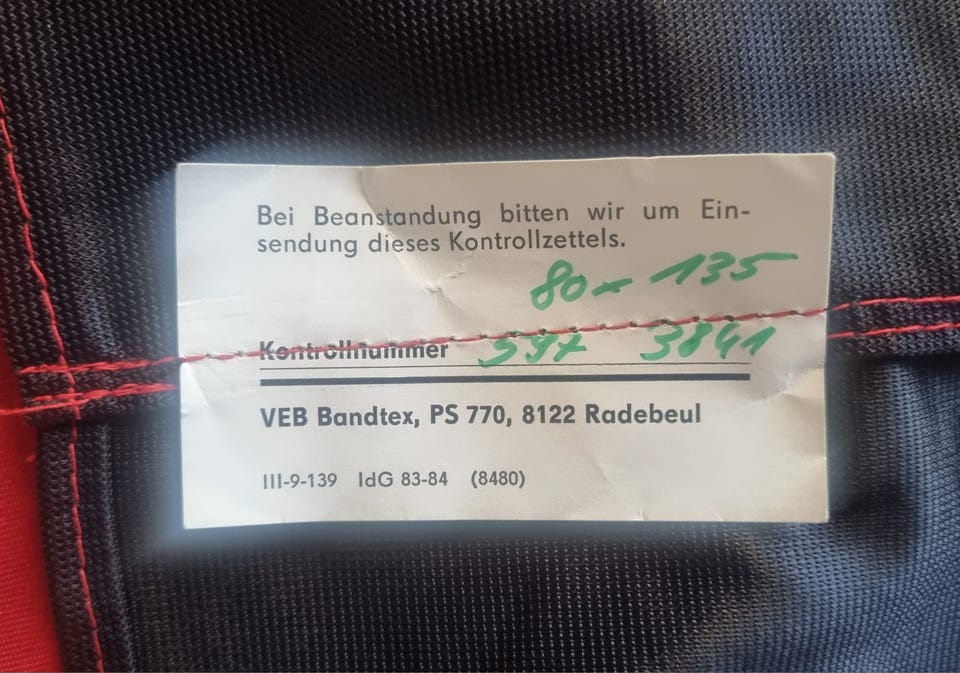 Bei Beanstandung bitten wir um Ein-
sendung dieses Kontrollzettels.
80 x 135
Kontrollnummer 597 3841
VEB Bandtex, PS 770, 8122 Radebeul
III-9-139 IdG 83-84 (8480)